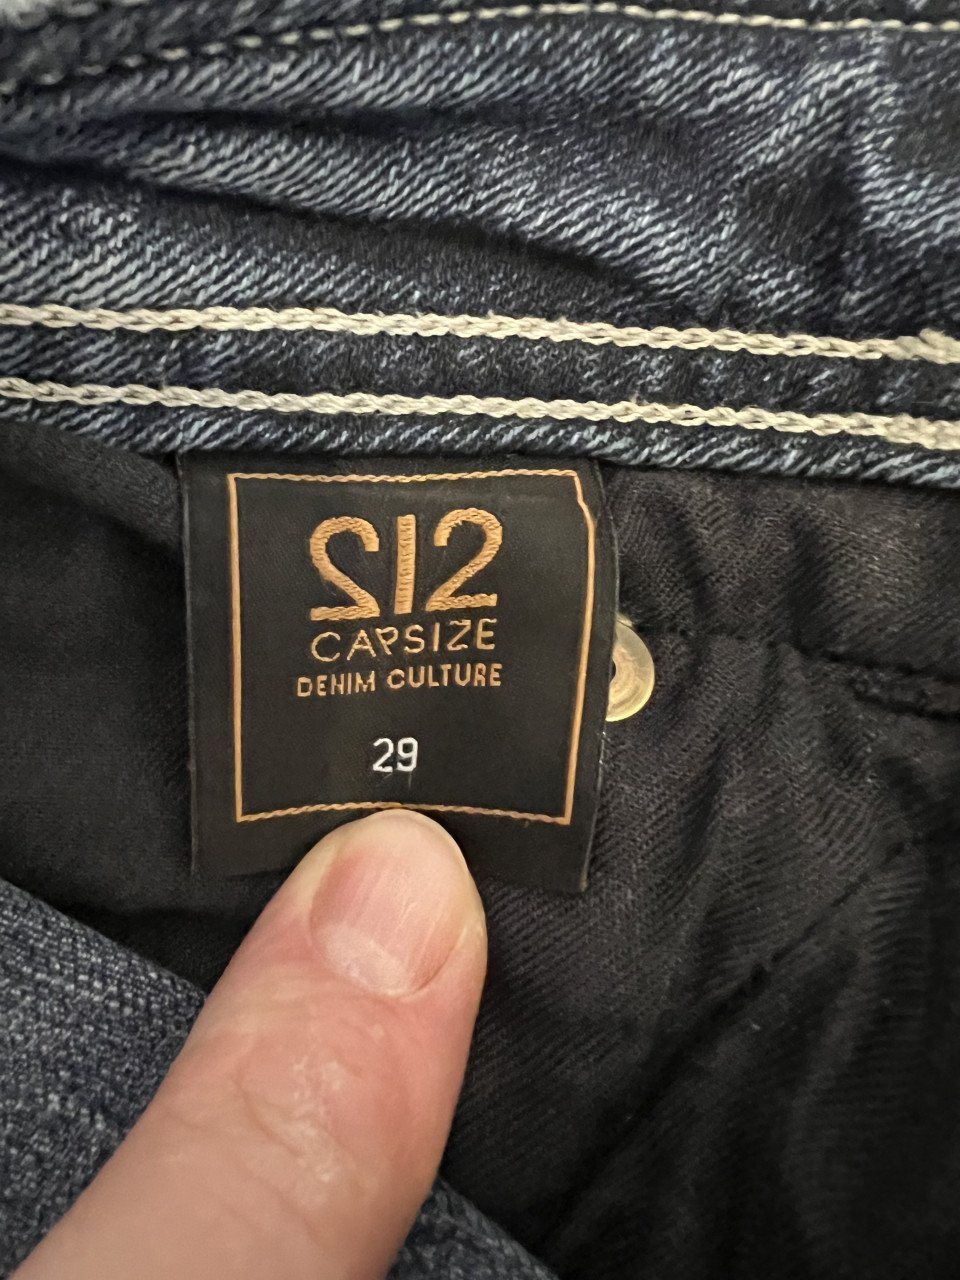 212
CAPSIZE
DENIM CULTURE
29